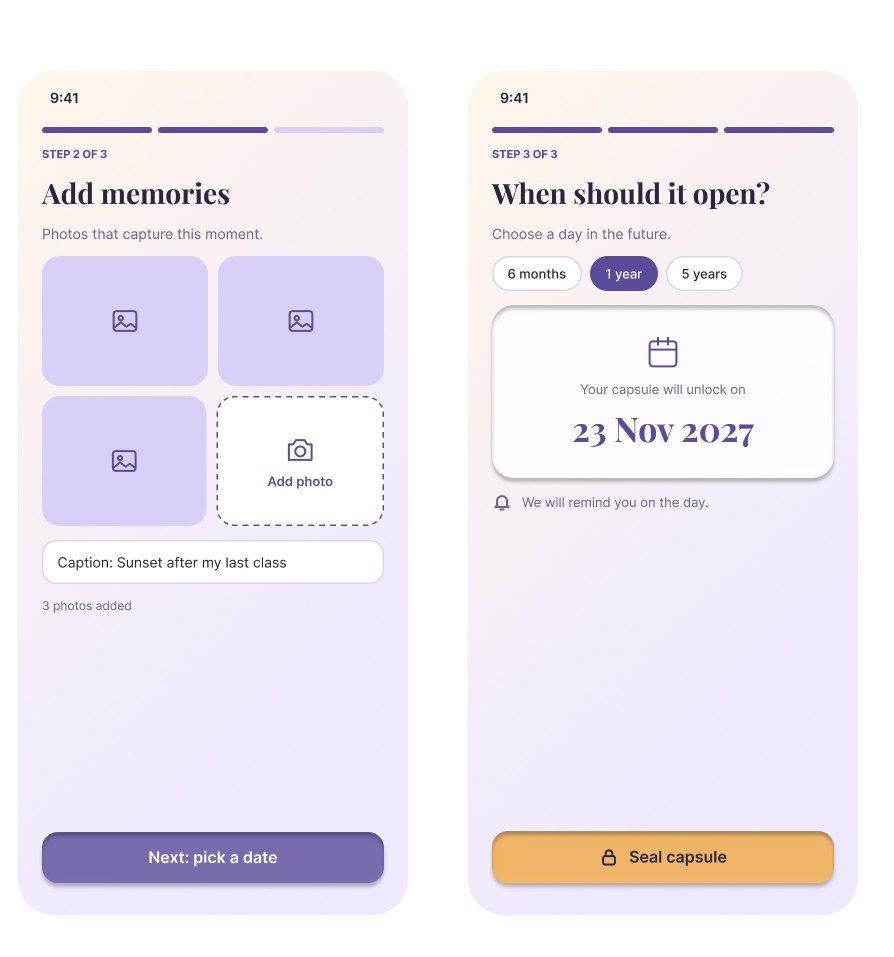 9:41
STEP 2 OF 3
Add memories
Photos that capture this moment.
Add photo
Caption: Sunset after my last class
3 photos added
Next: pick a date
9:41
STEP 3 OF 3
When should it open?
Choose a day in the future.
6 months
1 year
5 years
Your capsule will unlock on
23 Nov 2027
We will remind you on the day.
Seal capsule